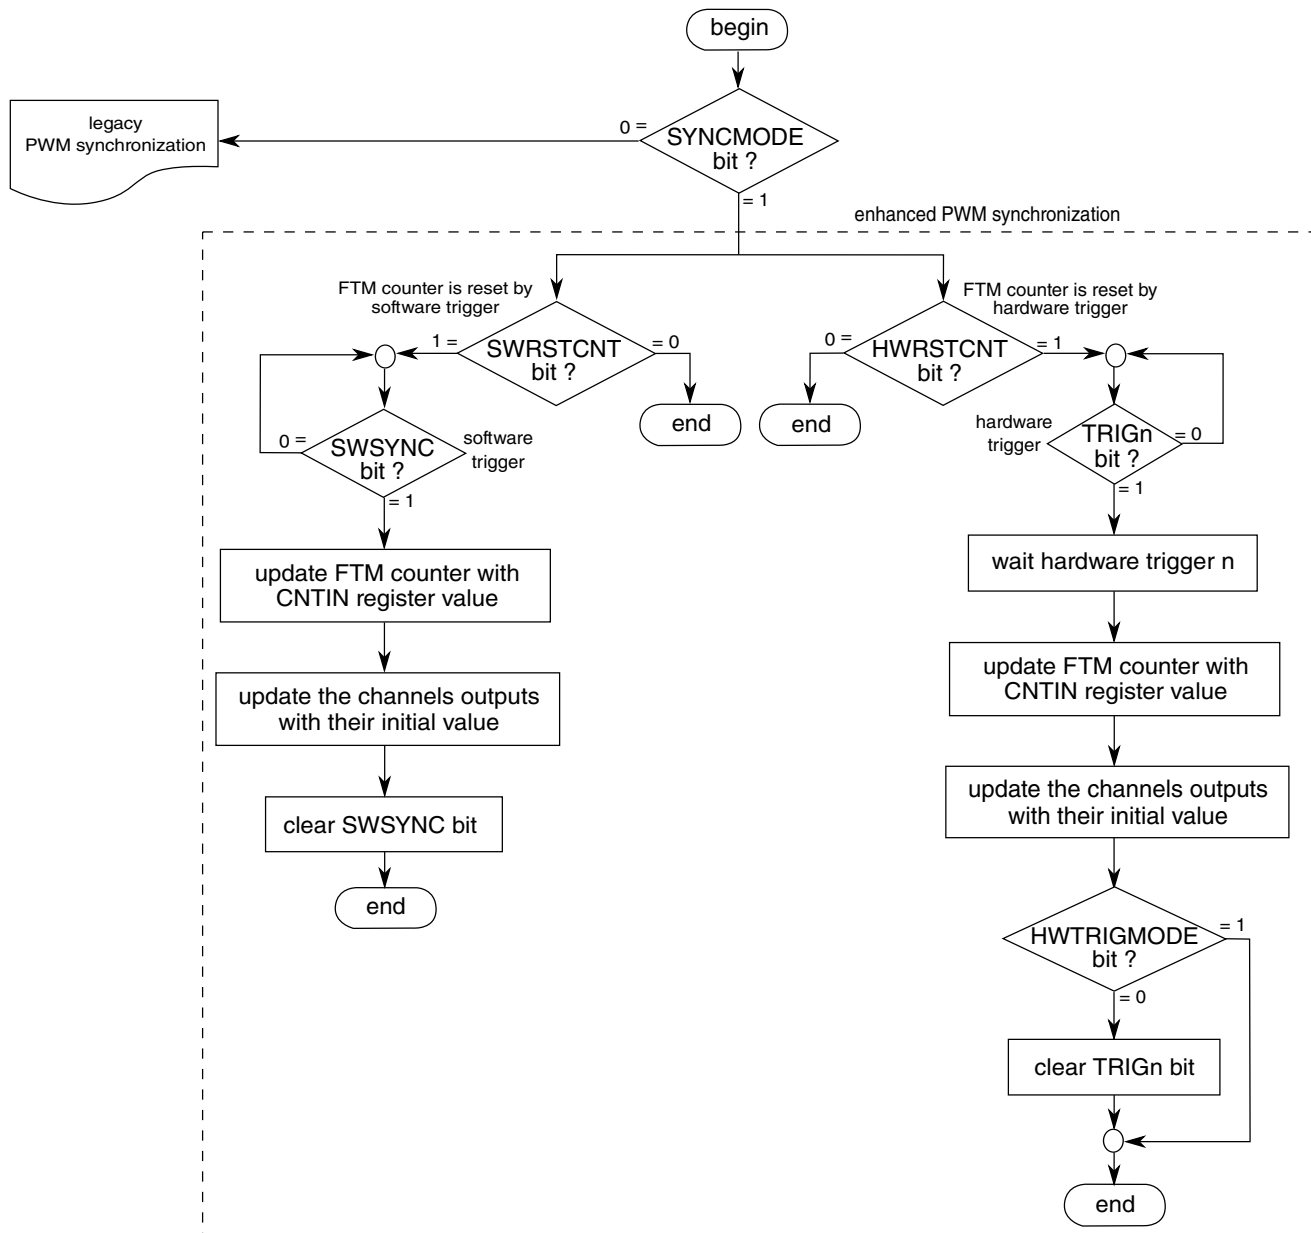 begin
legacy
PWM synchronization
0 =
SYNCMODE
bit ?
= 1
enhanced PWM synchronization
FTM counter is reset by
software trigger
1 =
SWRSTCNT
bit ?
= 0
end
0 =
SWSYNC
bit ?
software
trigger
= 1
update FTM counter with
CNTIN register value
update the channels outputs
with their initial value
clear SWSYNC bit
end
FTM counter is reset by
hardware trigger
0 =
HWRSTCNT
bit ?
= 1
end
hardware
trigger
TRIGn
bit ?
= 0
= 1
wait hardware trigger n
update FTM counter with
CNTIN register value
update the channels outputs
with their initial value
HWTRIGMODE
bit ?
= 1
= 0
clear TRIGn bit
end